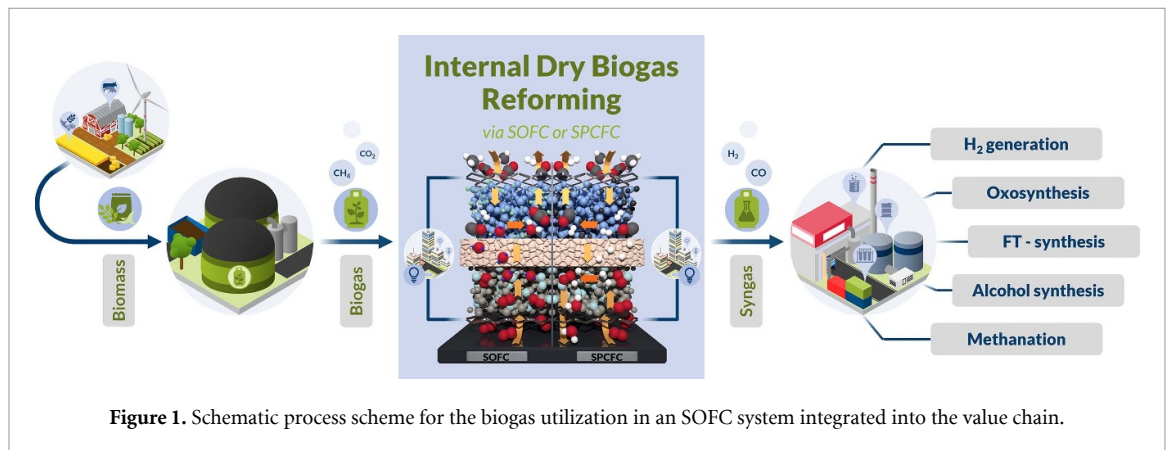 Internal Dry Biogas
Reforming
via SOFC or SPCFC
CO₂
CH₄
Biomass
Biogas
SOFC
SPCFC
H₂
CO
Syngas
H₂ generation
Oxosynthesis
FT - synthesis
Alcohol synthesis
Methanation
Figure 1. Schematic process scheme for the biogas utilization in an SOFC system integrated into the value chain.